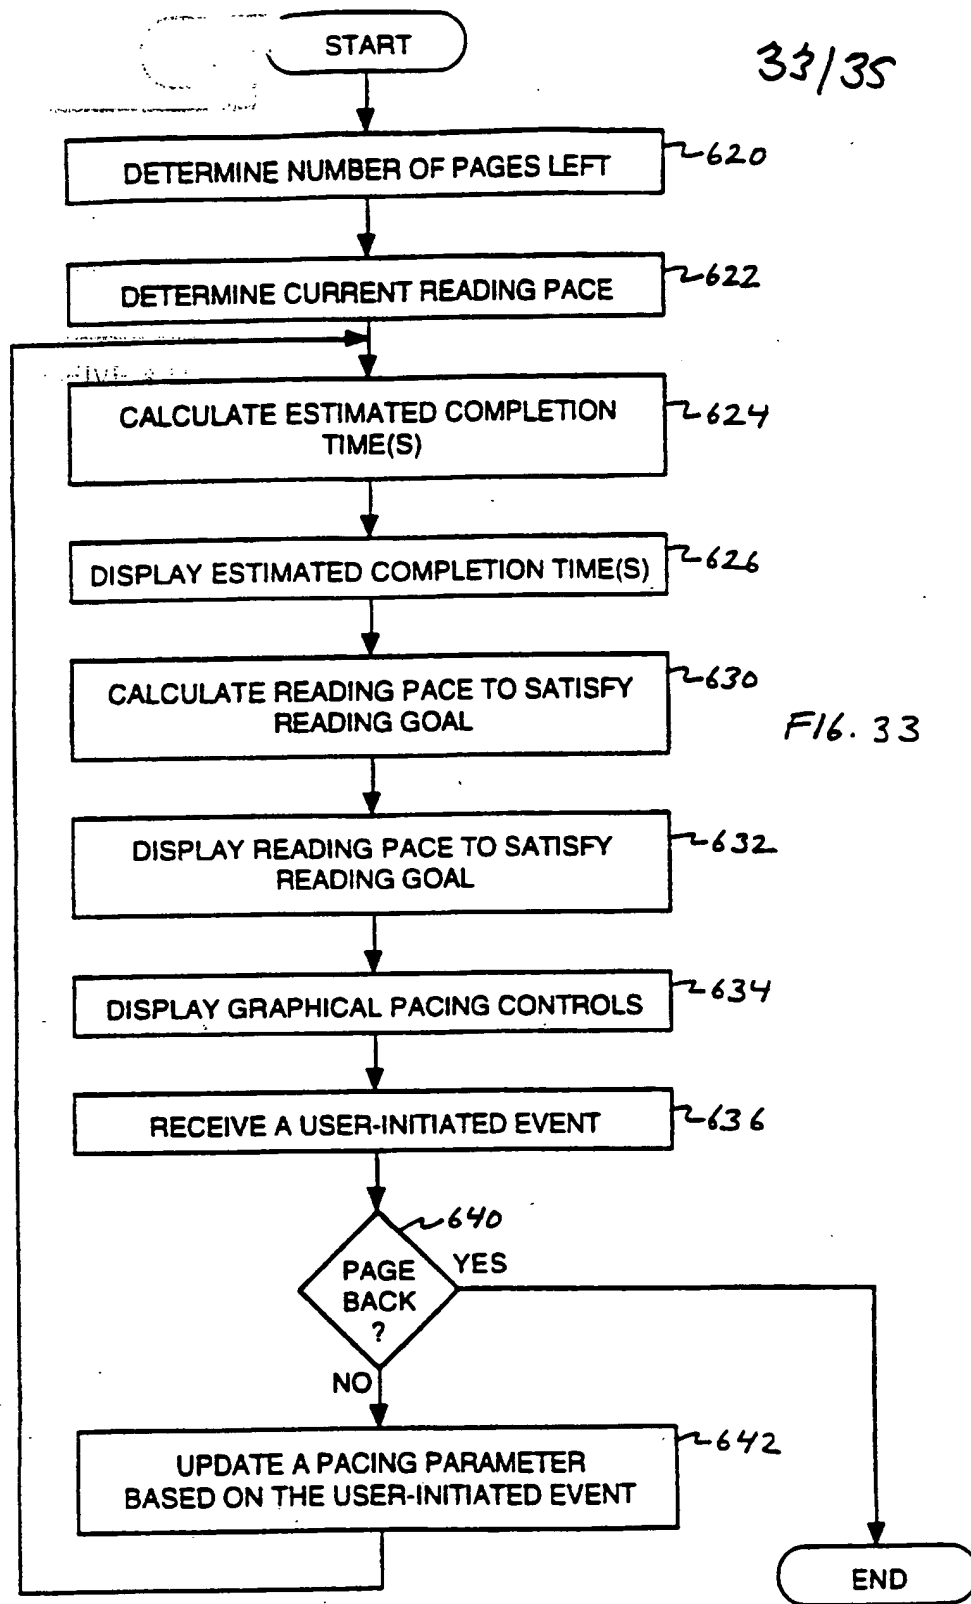 START
33/35
DETERMINE NUMBER OF PAGES LEFT
620
DETERMINE CURRENT READING PACE
622
CALCULATE ESTIMATED COMPLETION
TIME(S)
624
DISPLAY ESTIMATED COMPLETION TIME(S)
626
CALCULATE READING PACE TO SATISFY
READING GOAL
630
FIG. 33
DISPLAY READING PACE TO SATISFY
READING GOAL
632
DISPLAY GRAPHICAL PACING CONTROLS
634
RECEIVE A USER-INITIATED EVENT
636
640
PAGE
BACK
?
YES
NO
UPDATE A PACING PARAMETER
BASED ON THE USER-INITIATED EVENT
642
END